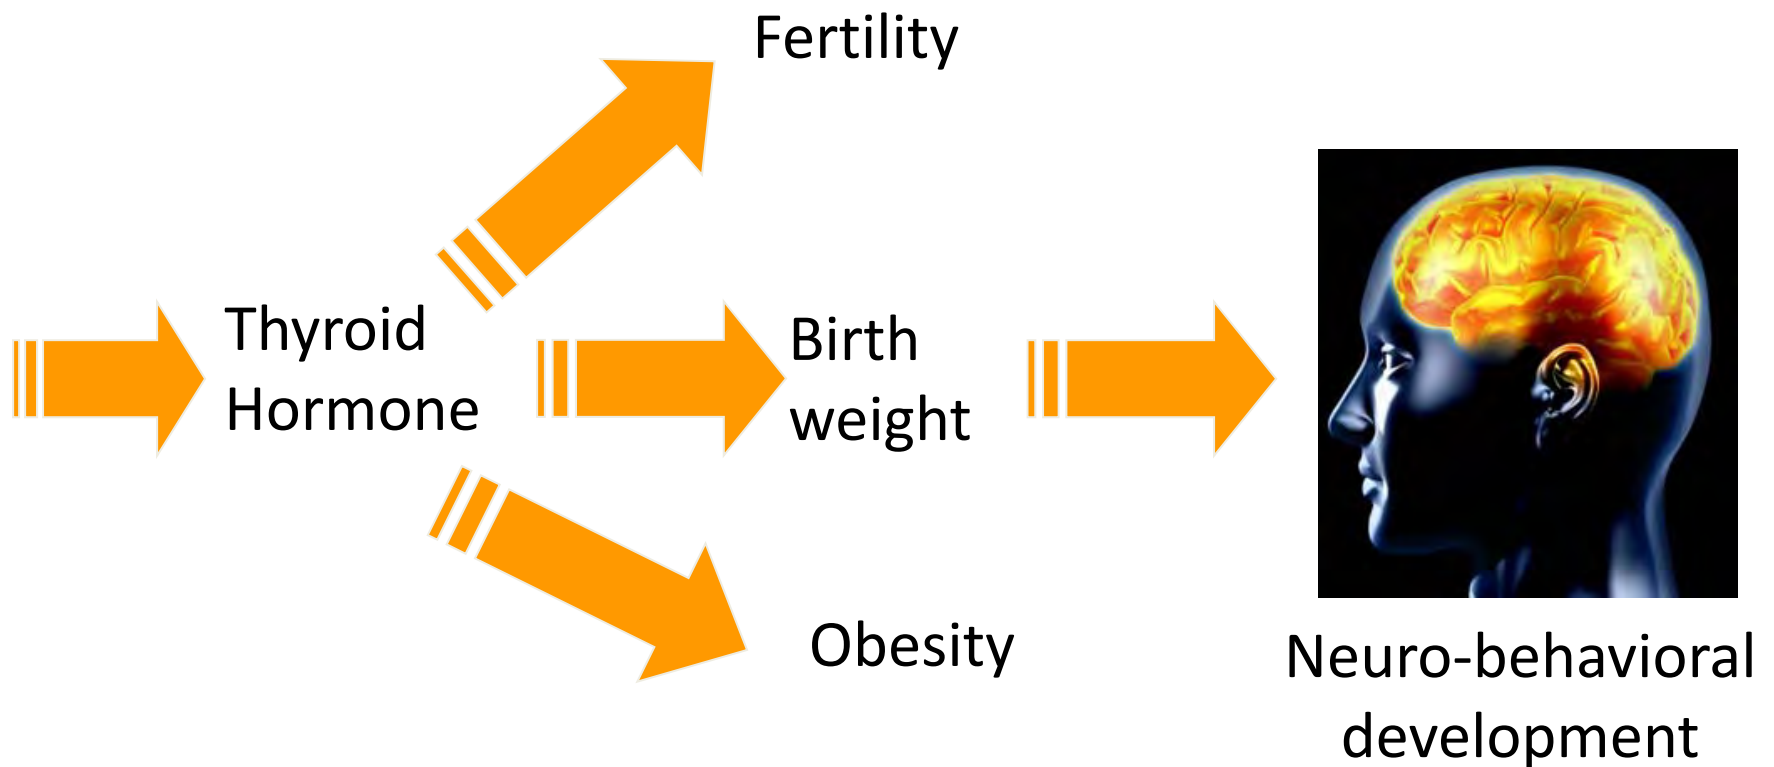 Fertility
Thyroid
Hormone
Birth
weight
Obesity
Neuro-behavioral
development